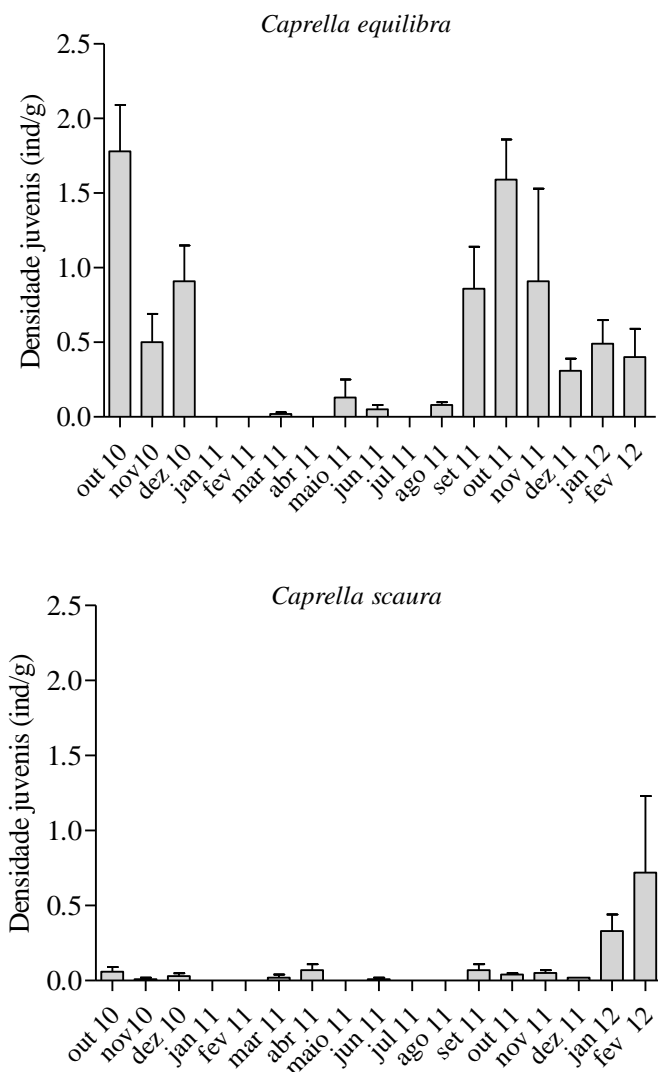 Caprella equilibra
Densidade juvenis (ind/g)
2.5
2.0
1.5
1.0
0.5
0.0
out 10
nov10
dez 10
jan 11
fev 11
mar 11
abr 11
maio 11
jun 11
jul 11
ago 11
set 11
out 11
nov 11
dez 11
jan 12
fev 12
Caprella scaura
Densidade juvenis (ind/g)
2.5
2.0
1.5
1.0
0.5
0.0
out 10
nov10
dez 10
jan 11
fev 11
mar 11
abr 11
maio 11
jun 11
jul 11
ago 11
set 11
out 11
nov 11
dez 11
jan 12
fev 12